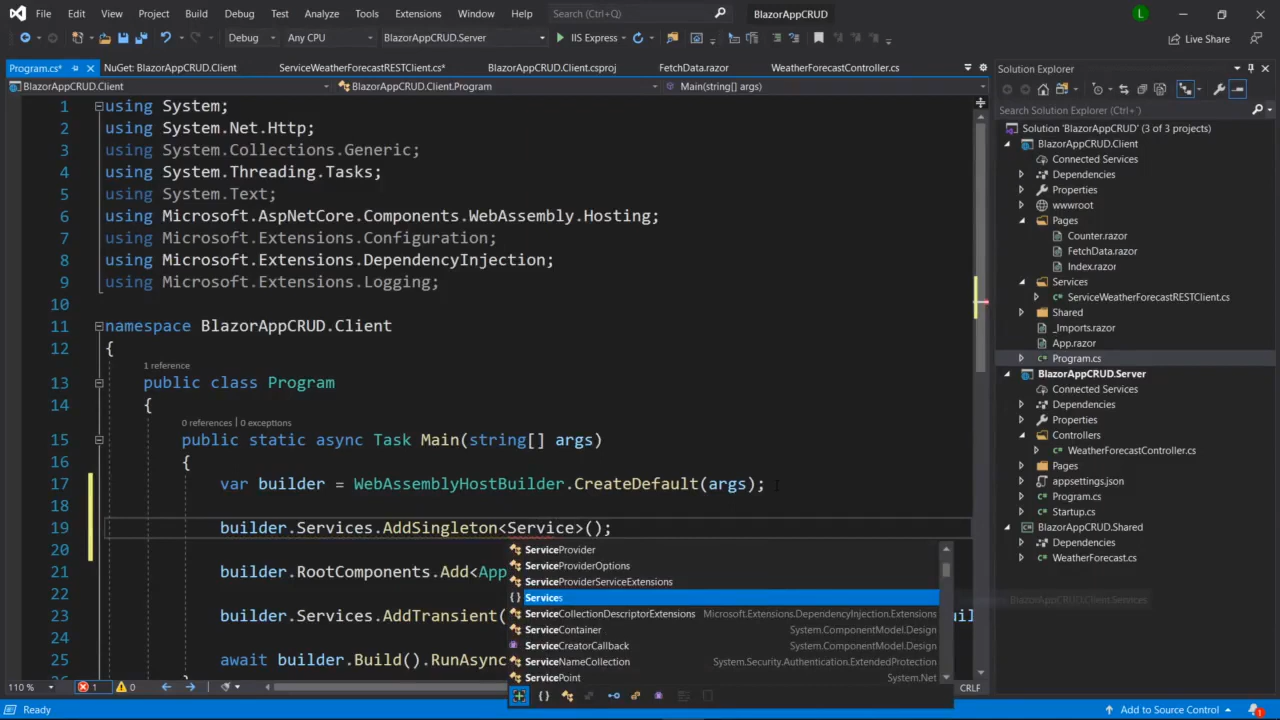 File Edit View Project Build Debug Test Analyze Tools Extensions Window Help Search (Ctrl+Q) BlazorAppCRUD L
Debug Any CPU BlazorAppCRUD.Server IIS Express Live Share
Program.cs* NuGet: BlazorAppCRUD.Client ServiceWeatherForecastRESTClient.cs* BlazorAppCRUD.Client.csproj FetchData.razor WeatherForecastController.cs
BlazorAppCRUD.Client BlazorAppCRUD.Client.Program Main(string[] args)
1 using System;
2 using System.Net.Http;
3 using System.Collections.Generic;
4 using System.Threading.Tasks;
5 using System.Text;
6 using Microsoft.AspNetCore.Components.WebAssembly.Hosting;
7 using Microsoft.Extensions.Configuration;
8 using Microsoft.Extensions.DependencyInjection;
9 using Microsoft.Extensions.Logging;
10
11 namespace BlazorAppCRUD.Client
12 {
1 reference
13 public class Program
14 {
0 references | 0 exceptions
15 public static async Task Main(string[] args)
16 {
17 var builder = WebAssemblyHostBuilder.CreateDefault(args);
18
19 builder.Services.AddSingleton<Service>();
20
21 builder.RootComponents.Add<App
22
23 builder.Services.AddTransient(
24
25 await builder.Build().RunAsync
ServiceProvider
ServiceProviderOptions
ServiceProviderServiceExtensions
{} Services
ServiceCollectionDescriptorExtensions Microsoft.Extensions.DependencyInjection.Extensions
ServiceContainer System.ComponentModel.Design
ServiceCreatorCallback System.ComponentModel.Design
ServiceNameCollection System.Security.Authentication.ExtendedProtection
ServicePoint System.Net
BlazorAppCRUD.Client.Services
110 % 1 0 CRLF
Solution Explorer
Search Solution Explorer (Ctrl+´)
Solution 'BlazorAppCRUD' (3 of 3 projects)
BlazorAppCRUD.Client
Connected Services
Dependencies
Properties
wwwroot
Pages
Counter.razor
FetchData.razor
Index.razor
Services
ServiceWeatherForecastRESTClient.cs
Shared
_Imports.razor
App.razor
Program.cs
BlazorAppCRUD.Server
Connected Services
Dependencies
Properties
Controllers
WeatherForecastController.cs
Pages
appsettings.json
Program.cs
Startup.cs
BlazorAppCRUD.Shared
Dependencies
WeatherForecast.cs
Ready Add to Source Control 1